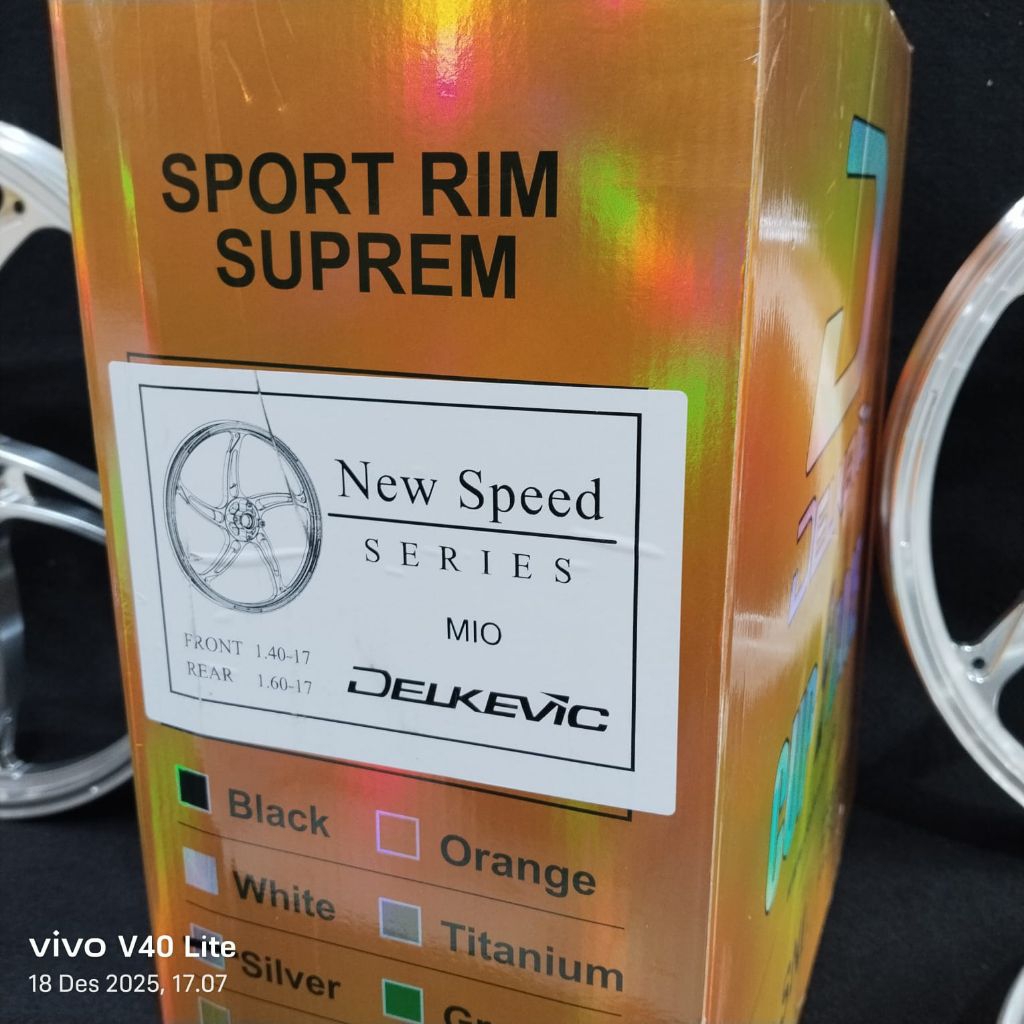 SPORT RIM
SUPREM
New Speed
SERIES
MIO
FRONT 1.40-17
REAR 1.60-17
DELKEVIC
Black
Orange
White
Titanium
Silver
vivo V40 Lite
18 Des 2025, 17.07